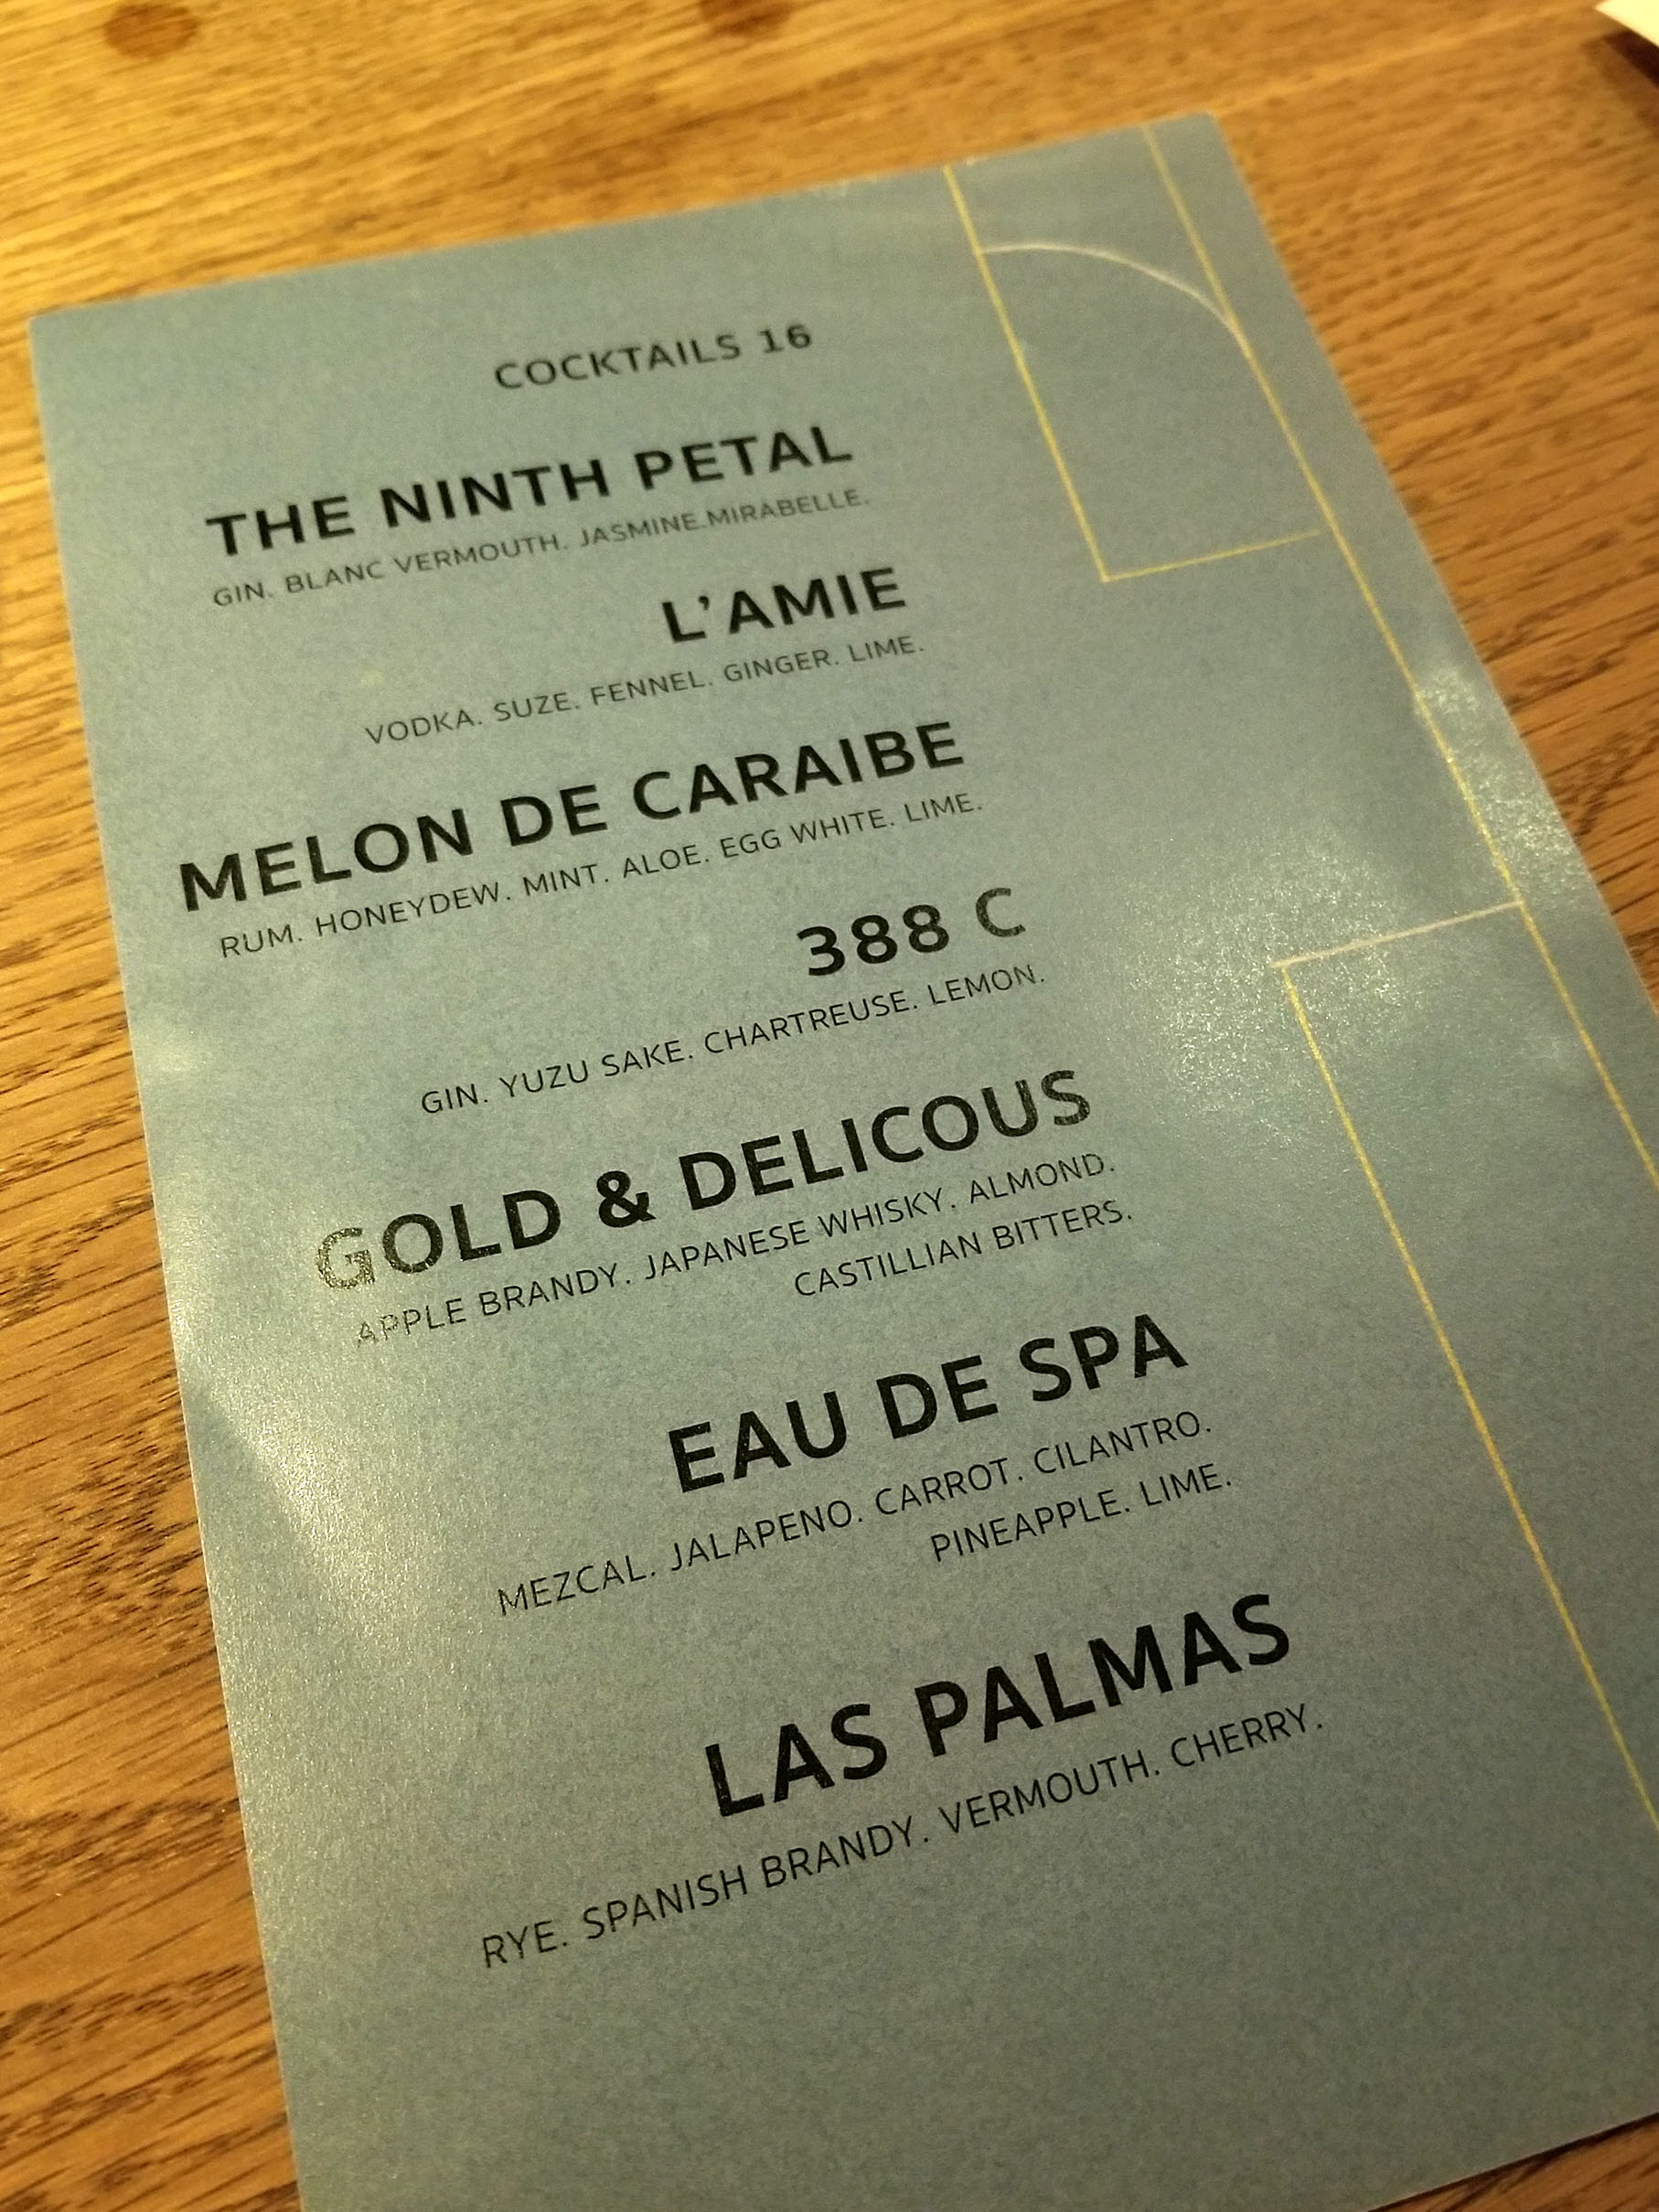 COCKTAILS 16
THE NINTH PETAL
GIN. BLANC VERMOUTH. JASMINE.MIRABELLE.
L'AMIE
VODKA. SUZE. FENNEL. GINGER. LIME.
MELON DE CARAIBE
RUM. HONEYDEW. MINT. ALOE. EGG WHITE. LIME.
388 C
GIN. YUZU SAKE. CHARTREUSE. LEMON.
GOLD & DELICOUS
APPLE BRANDY. JAPANESE WHISKY. ALMOND.
CASTILLIAN BITTERS.
EAU DE SPA
MEZCAL. JALAPENO. CARROT. CILANTRO.
PINEAPPLE. LIME.
LAS PALMAS
RYE. SPANISH BRANDY. VERMOUTH. CHERRY.